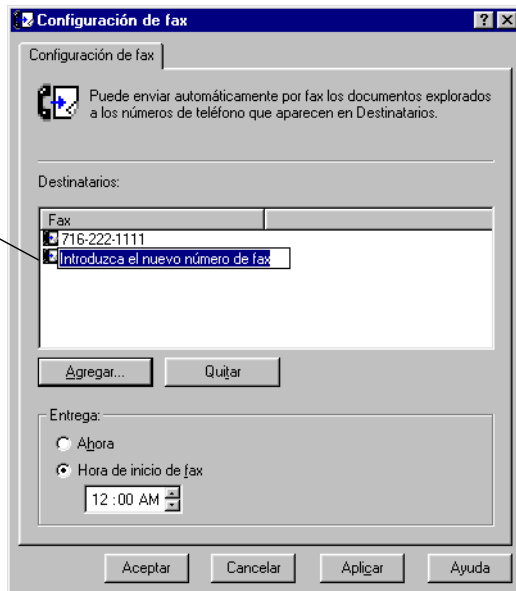 Configuración de fax
Configuración de fax
Puede enviar automáticamente por fax los documentos explorados
a los números de teléfono que aparecen en Destinatarios.
Destinatarios:
Fax
716-222-1111
Introduzca el nuevo número de fax
Agregar... Quitar
Entrega:
Ahora
Hora de inicio de fax
12 :00 AM
Aceptar Cancelar Aplicar Ayuda